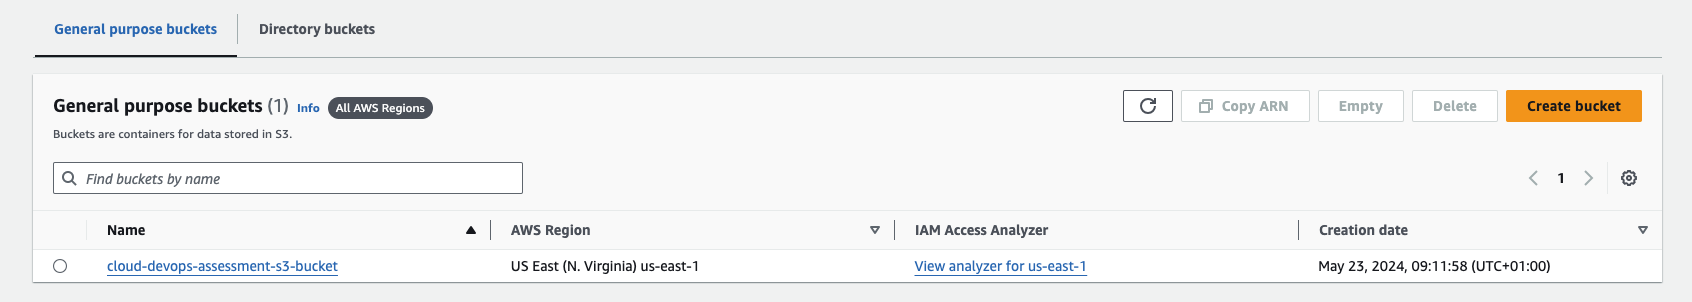 General purpose buckets Directory buckets
General purpose buckets (1) Info All AWS Regions Copy ARN Empty Delete Create bucket
Buckets are containers for data stored in S3.
Find buckets by name 1
Name AWS Region IAM Access Analyzer Creation date
cloud-devops-assessment-s3-bucket US East (N. Virginia) us-east-1 View analyzer for us-east-1 May 23, 2024, 09:11:58 (UTC+01:00)